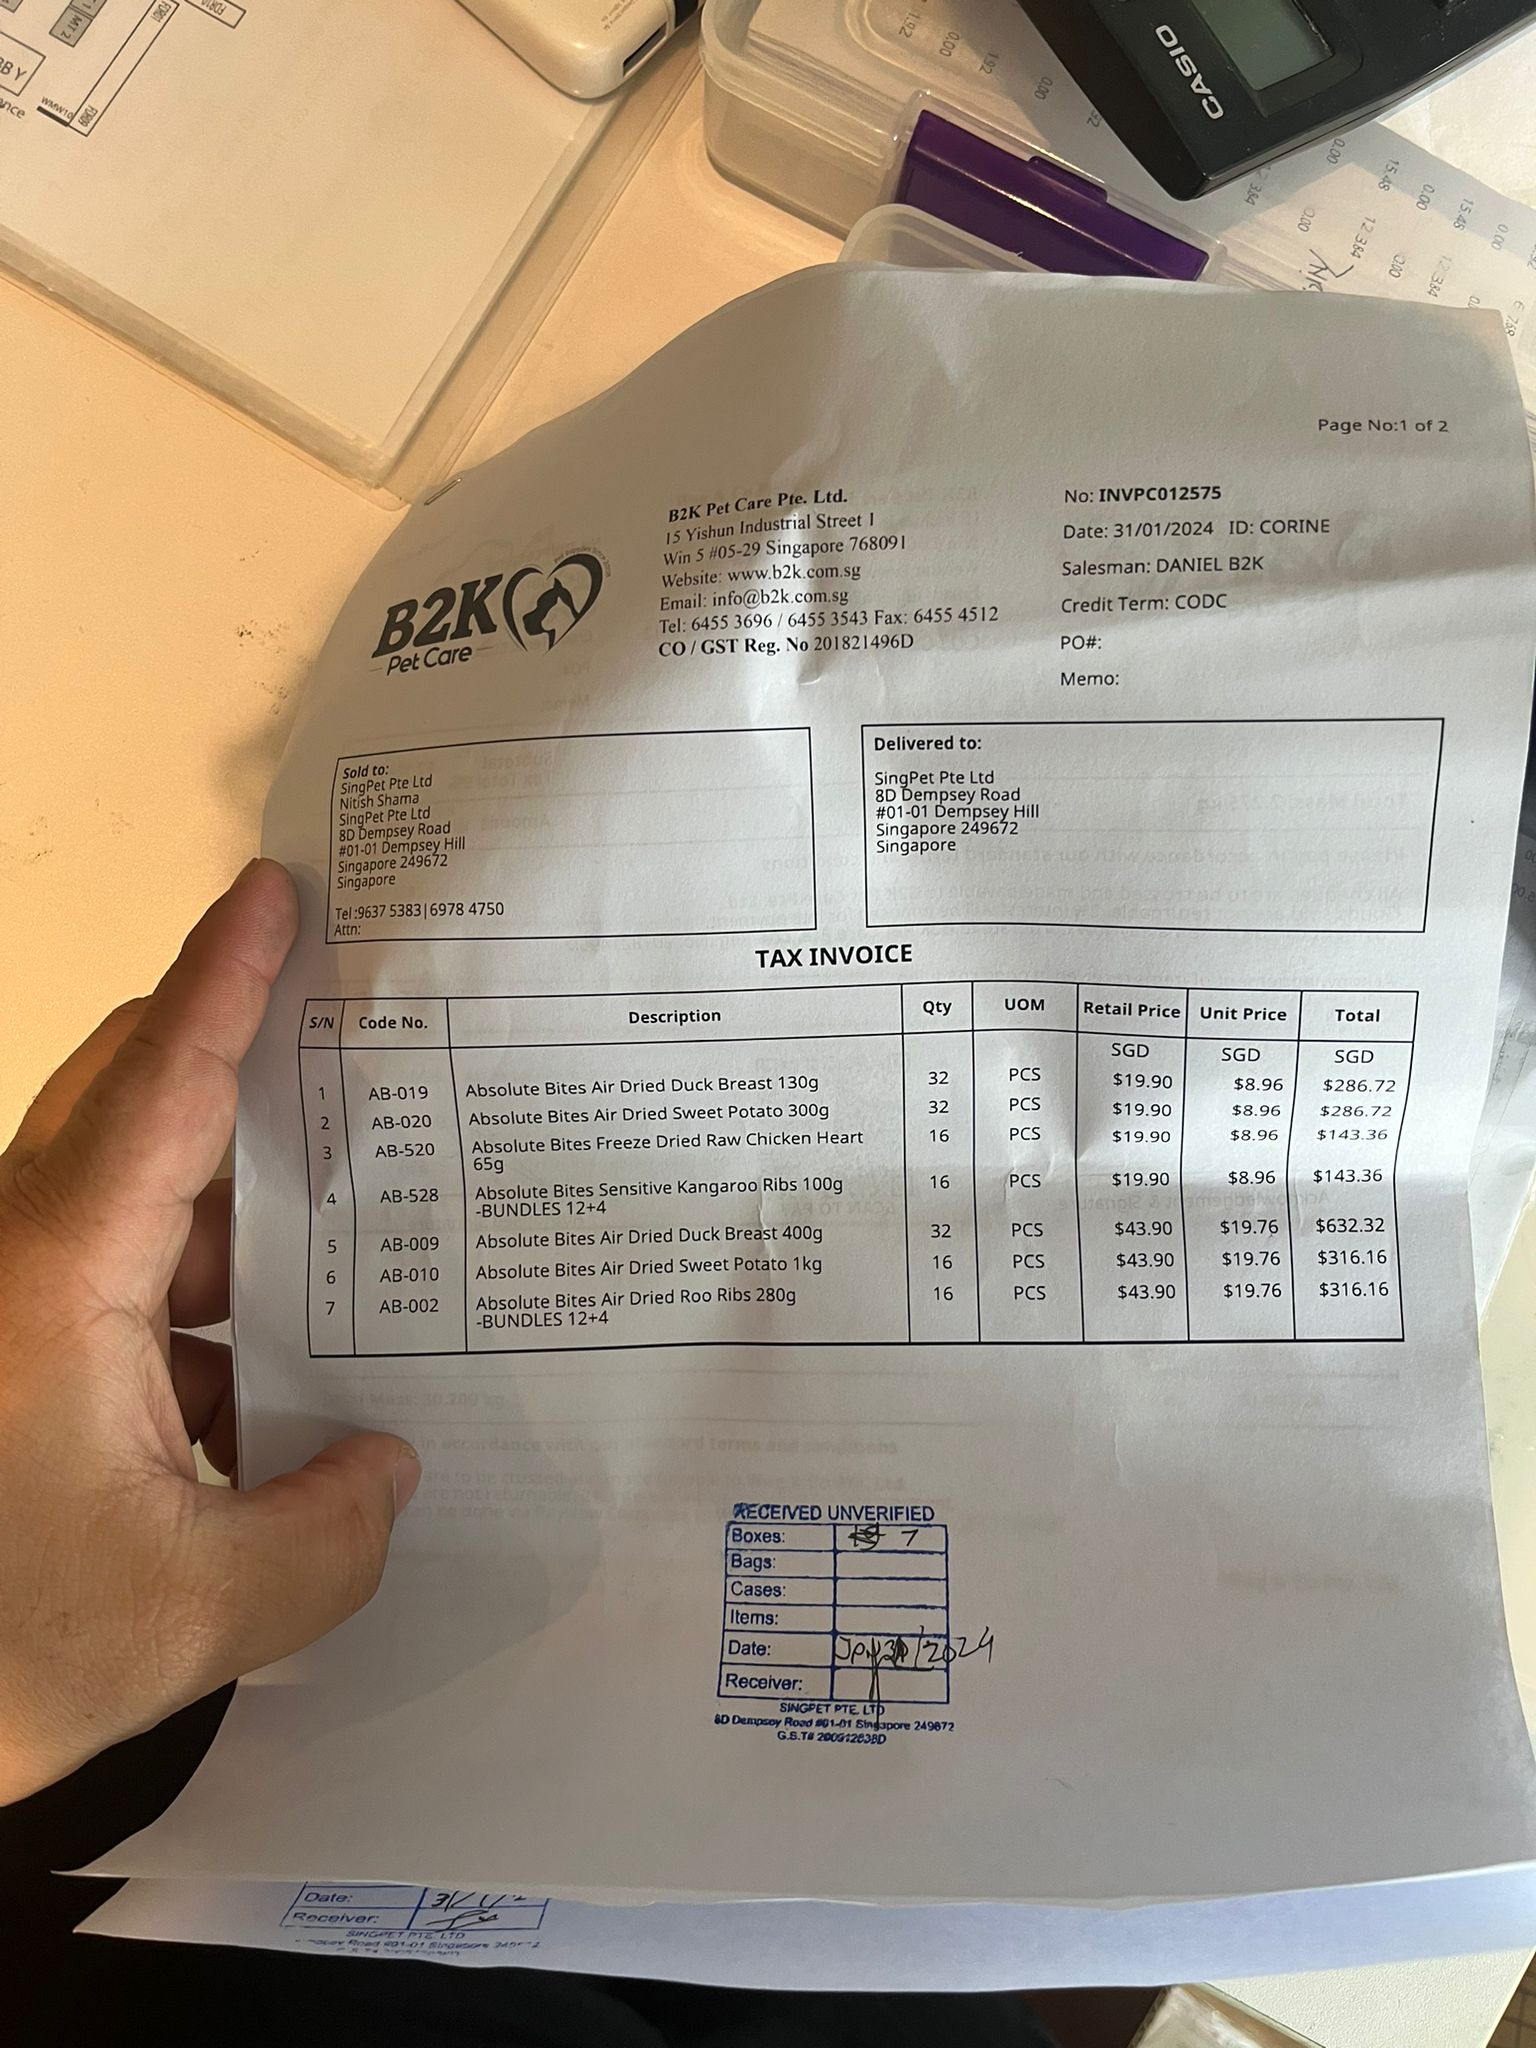 CASIO
Page No:1 of 2
B2K
Pet Care
B2K Pet Care Pte. Ltd.
15 Yishun Industrial Street 1
Win 5 #05-29 Singapore 768091
Website: www.b2k.com.sg
Email: info@b2k.com.sg
Tel: 6455 3696 / 6455 3543 Fax: 6455 4512
CO / GST Reg. No 201821496D
No: INVPC012575
Date: 31/01/2024 ID: CORINE
Salesman: DANIEL B2K
Credit Term: CODC
PO#:
Memo:
Sold to:
SingPet Pte Ltd
Nitish Shama
SingPet Pte Ltd
8D Dempsey Road
#01-01 Dempsey Hill
Singapore 249672
Singapore
Tel :9637 5383|6978 4750
Attn:
Delivered to:
SingPet Pte Ltd
8D Dempsey Road
#01-01 Dempsey Hill
Singapore 249672
Singapore
TAX INVOICE
S/N Code No. Description Qty UOM Retail Price Unit Price Total
SGD SGD SGD
1 AB-019 Absolute Bites Air Dried Duck Breast 130g 32 PCS $19.90 $8.96 $286.72
2 AB-020 Absolute Bites Air Dried Sweet Potato 300g 32 PCS $19.90 $8.96 $286.72
3 AB-520 Absolute Bites Freeze Dried Raw Chicken Heart 16 PCS $19.90 $8.96 $143.36
65g
4 AB-528 Absolute Bites Sensitive Kangaroo Ribs 100g 16 PCS $19.90 $8.96 $143.36
-BUNDLES 12+4
5 AB-009 Absolute Bites Air Dried Duck Breast 400g 32 PCS $43.90 $19.76 $632.32
6 AB-010 Absolute Bites Air Dried Sweet Potato 1kg 16 PCS $43.90 $19.76 $316.16
7 AB-002 Absolute Bites Air Dried Roo Ribs 280g 16 PCS $43.90 $19.76 $316.16
-BUNDLES 12+4
RECEIVED UNVERIFIED
Boxes: 7
Bags:
Cases:
Items:
Date: /2024
Receiver:
SINGPET PTE. LTD
8D Dempsey Road #01-01 Singapore 249672
G.S.T#
Date:
Receiver:
SINGPET PTE. LTD